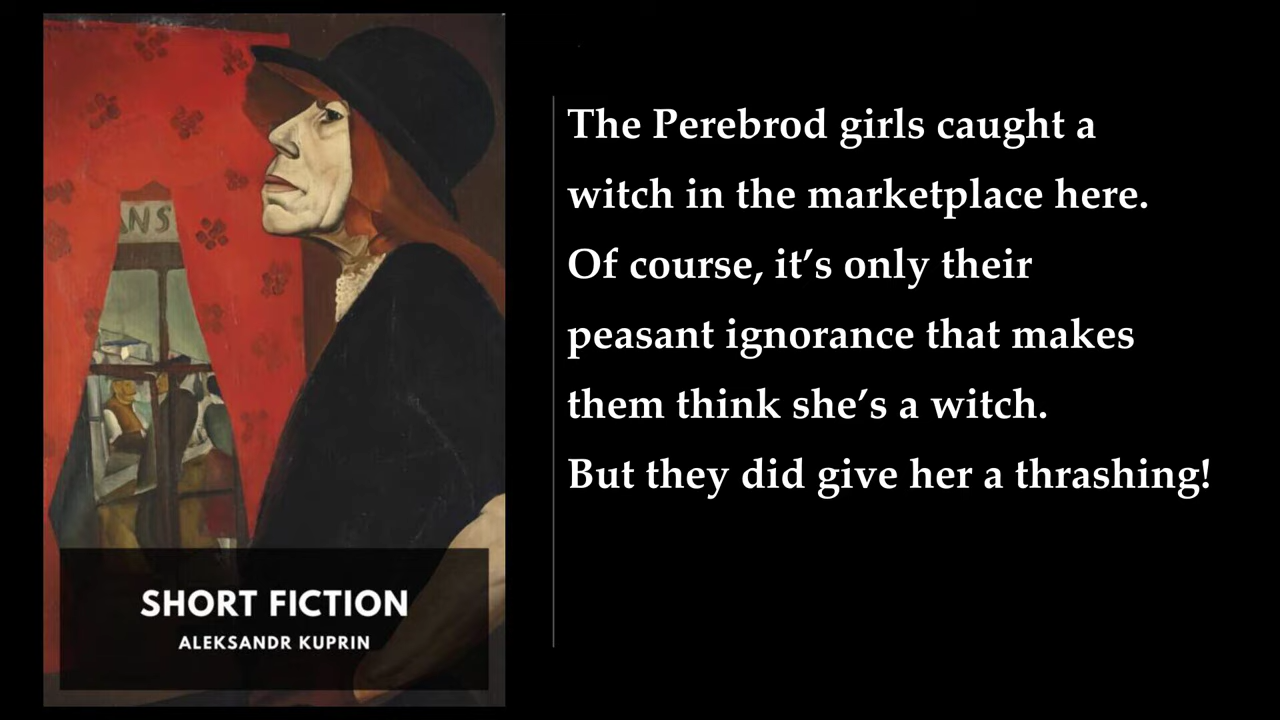 The Perebrod girls caught a
witch in the marketplace here.
Of course, it’s only their
peasant ignorance that makes
them think she’s a witch.
But they did give her a thrashing!
ANS
SHORT FICTION
ALEKSANDR KUPRIN